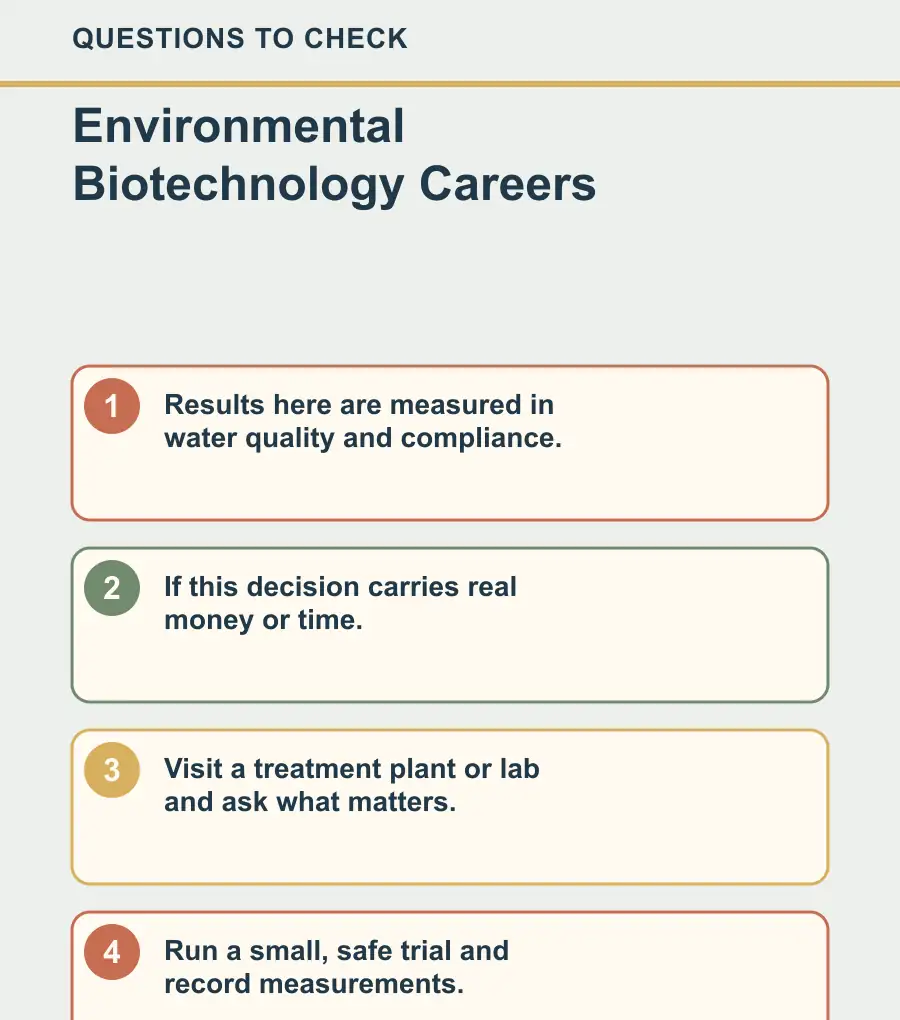 QUESTIONS TO CHECK
Environmental
Biotechnology Careers
1
Results here are measured in
water quality and compliance.
2
If this decision carries real
money or time.
3
Visit a treatment plant or lab
and ask what matters.
4
Run a small, safe trial and
record measurements.